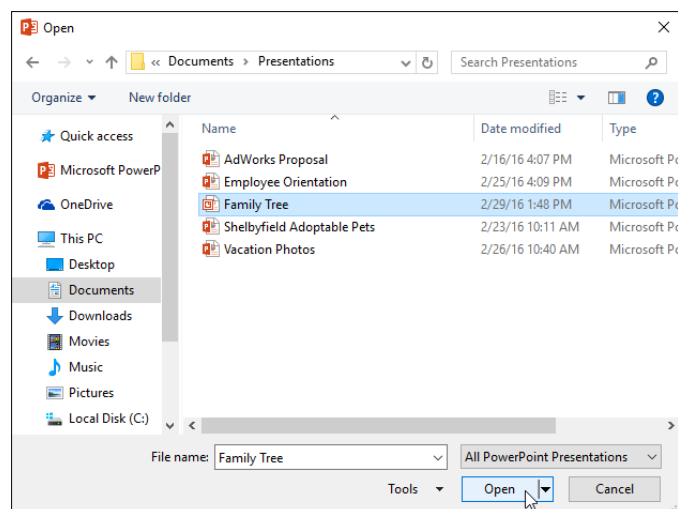 Open
« Documents › Presentations
Search Presentations
Organize
New folder
Name
Date modified
Type
Quick access
Microsoft PowerP
OneDrive
This PC
Desktop
Documents
Downloads
Movies
Music
Pictures
Local Disk (C:)
AdWorks Proposal 2/16/16 4:07 PM Microsoft Po
Employee Orientation 2/25/16 4:09 PM Microsoft Po
Family Tree 2/29/16 1:48 PM Microsoft Po
Shelbyfield Adoptable Pets 2/23/16 10:11 AM Microsoft Po
Vacation Photos 2/26/16 10:40 AM Microsoft Po
File name: Family Tree
All PowerPoint Presentations
Tools
Open
Cancel